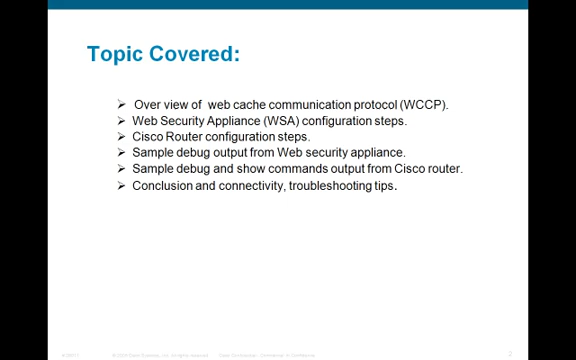 Topic Covered:
➢ Over view of web cache communication protocol (WCCP).
➢ Web Security Appliance (WSA) configuration steps.
➢ Cisco Router configuration steps.
➢ Sample debug output from Web security appliance.
➢ Sample debug and show commands output from Cisco router.
➢ Conclusion and connectivity, troubleshooting tips.
2